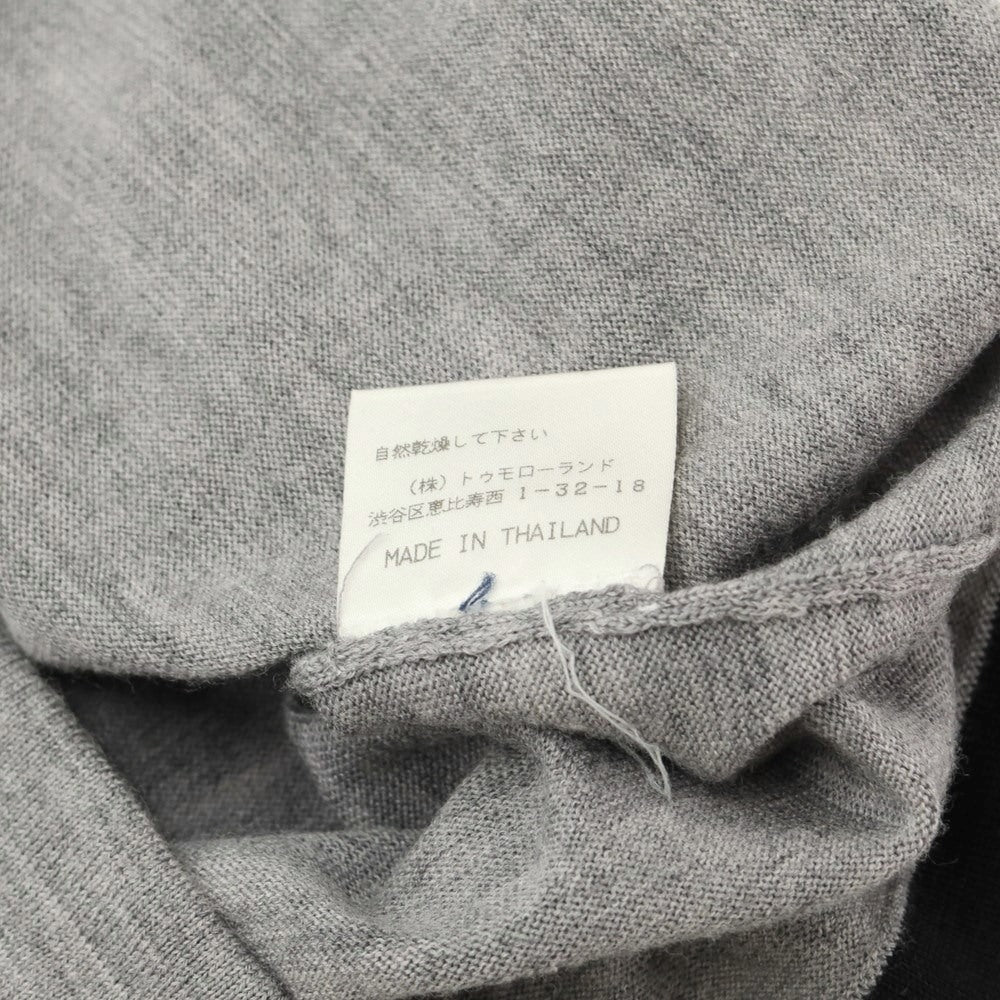 自然乾燥して下さい
(株)トゥモローランド
渋谷区恵比寿西 1-32-18
MADE IN THAILAND